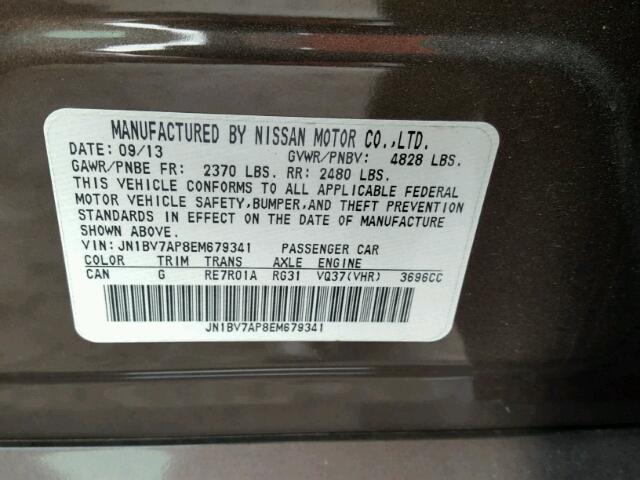 MANUFACTURED BY NISSAN MOTOR CO.,LTD.
DATE: 09/13 GVWR/PNBV: 4828 LBS.
GAWR/PNBE FR: 2370 LBS. RR: 2480 LBS.
THIS VEHICLE CONFORMS TO ALL APPLICABLE FEDERAL
MOTOR VEHICLE SAFETY,BUMPER,AND THEFT PREVENTION
STANDARDS IN EFFECT ON THE DATE OF MANUFACTURE
SHOWN ABOVE.
VIN: JN1BV7AP8EM679341 PASSENGER CAR
COLOR TRIM TRANS AXLE ENGINE
CAN G RE7R01A RG31 VQ37(VHR) 3696CC
JN1BV7AP8EM679341